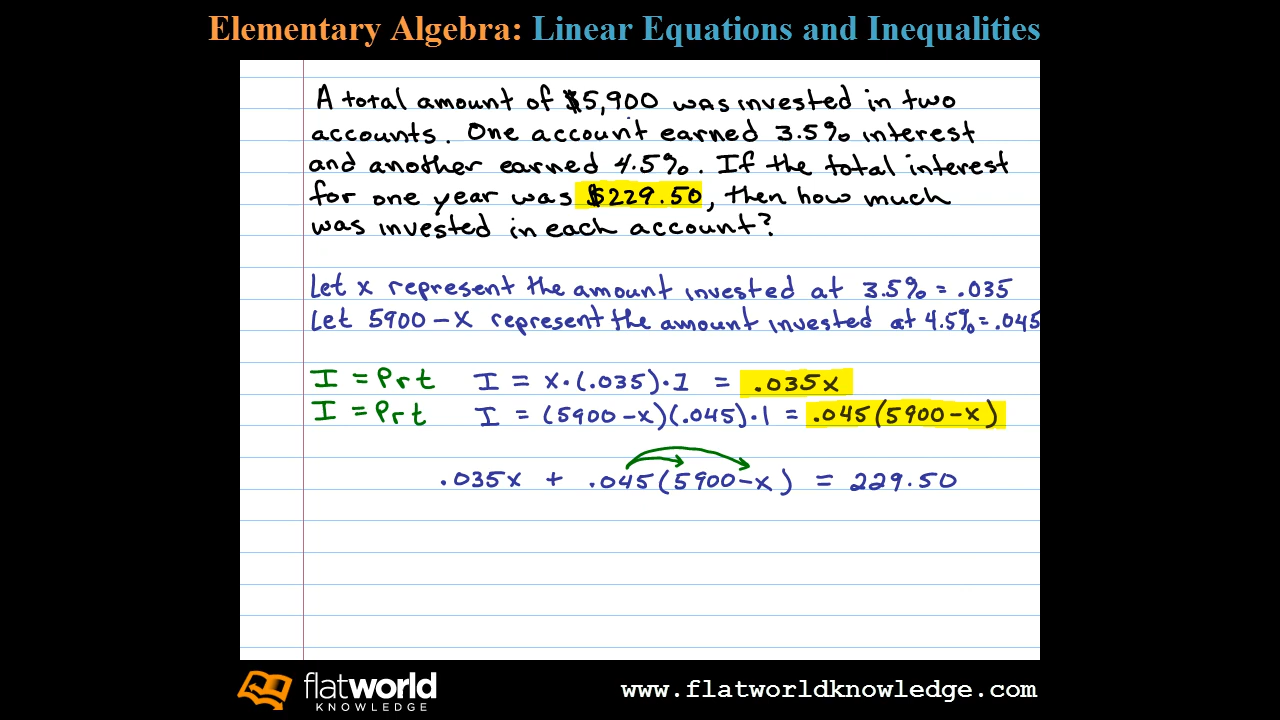 Elementary Algebra: Linear Equations and Inequalities
A total amount of $5,900 was invested in two
accounts. One account earned 3.5% interest
and another earned 4.5%. If the total interest
for one year was $229.50, then how much
was invested in each account?
Let x represent the amount invested at 3.5% = .035
Let 5900 - x represent the amount invested at 4.5% = .045
I = Prt I = x·(.035)·1 = .035x
I = Prt I = (5900 - x)(.045)·1 = .045(5900 - x)
.035x + .045(5900 - x) = 229.50
flatworld
KNOWLEDGE
www.flatworldknowledge.com